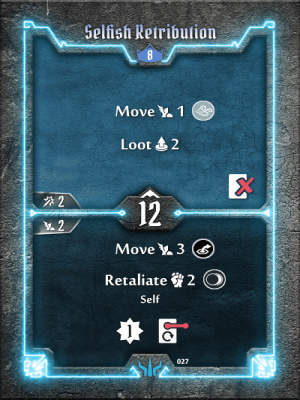 Selfish Retribution
8
Move 1
Loot 2
2
12
2
Move 3
Retaliate 2
Self
1
027